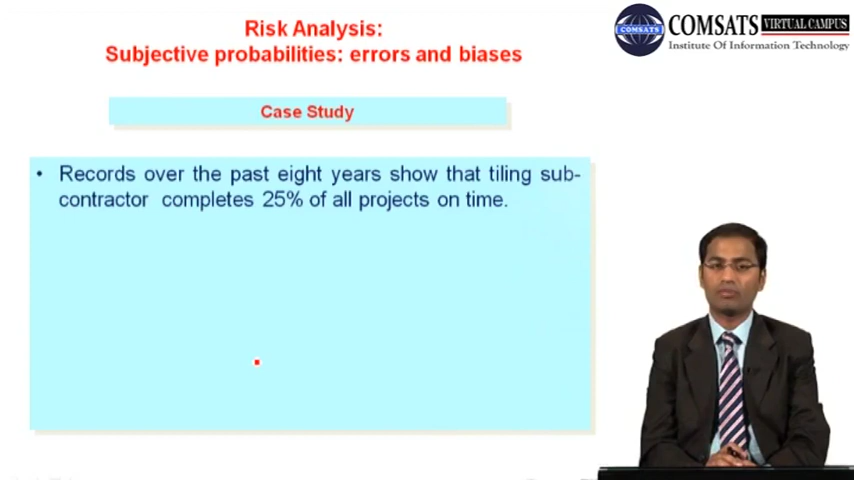 Risk Analysis:
Subjective probabilities: errors and biases
COMSATS VIRTUAL CAMPUS
COMSATS
Institute Of Information Technology
Case Study
• Records over the past eight years show that tiling sub-
contractor completes 25% of all projects on time.